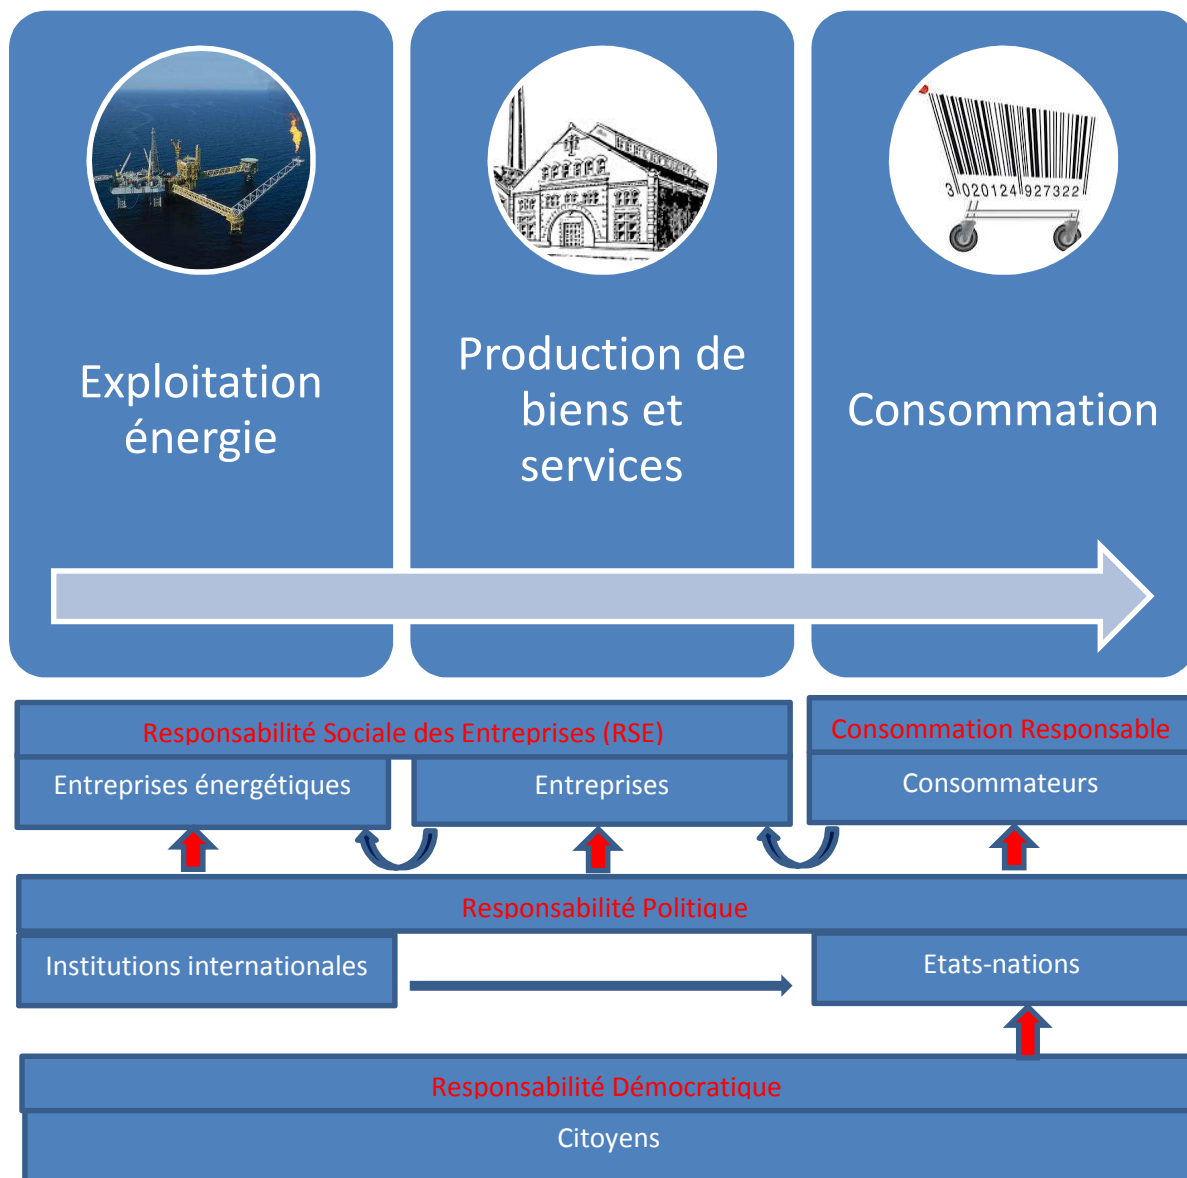 3 020124 927322
Exploitation
énergie
Production de
biens et
services
Consommation
Responsabilité Sociale des Entreprises (RSE)
Consommation Responsable
Entreprises énergétiques
Entreprises
Consommateurs
Responsabilité Politique
Institutions internationales
Etats-nations
Responsabilité Démocratique
Citoyens